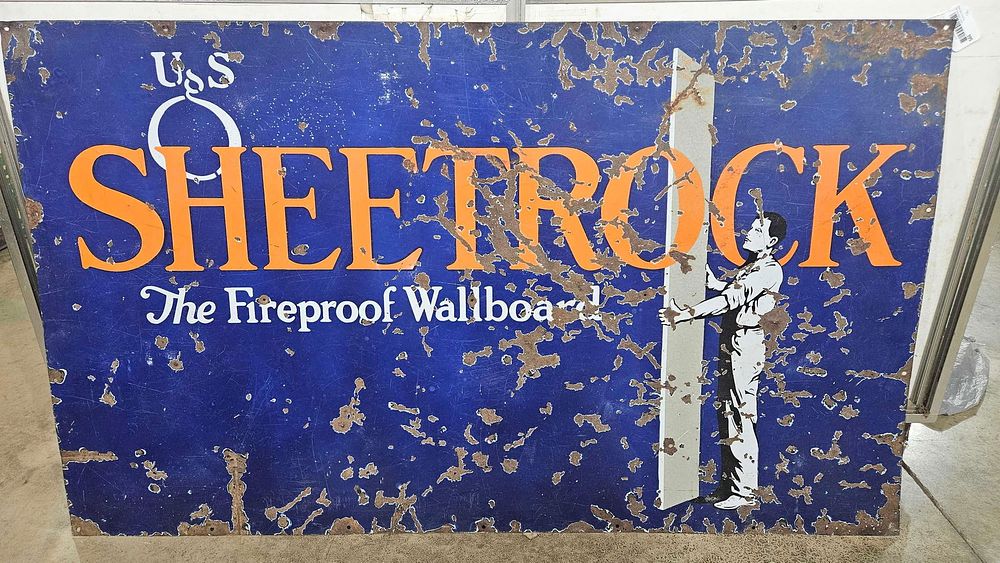 U S G
SHEETROCK
The Fireproof Wallboard